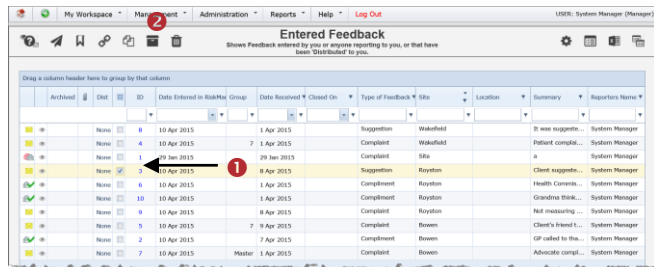 My Workspace Management Administration Reports Help Log Out USER: System Manager (Manager)
2
Entered Feedback
Shows Feedback entered by you or anyone reporting to you, or that have
been 'Distributed' to you.
Drag a column header here to group by that column
Archived Dist ID Date Entered in RiskMan Group Date Received Closed On Type of Feedback Site Location Summary Reporters Name
None 8 10 Apr 2015 1 Apr 2015 Suggestion Wakefield It was suggeste... System Manager
None 4 10 Apr 2015 7 1 Apr 2015 Complaint Wakefield Patient complai... System Manager
None 1 29 Jan 2015 29 Jan 2015 Complaint Site a System Manager
None 3 10 Apr 2015 8 Apr 2015 Suggestion Royston Client suggeste... System Manager
1
None 6 10 Apr 2015 1 Apr 2015 Compliment Royston Health Commis... System Manager
None 10 10 Apr 2015 1 Apr 2015 Compliment Royston Grandma think... System Manager
None 9 10 Apr 2015 8 Apr 2015 Complaint Royston Not measuring ... System Manager
None 5 10 Apr 2015 7 9 Apr 2015 Complaint Bowen Client's friend t... System Manager
None 2 10 Apr 2015 7 Apr 2015 Compliment Bowen GP called to tha... System Manager
None 7 10 Apr 2015 Master 1 Apr 2015 Complaint Bowen Advocate compl... System Manager